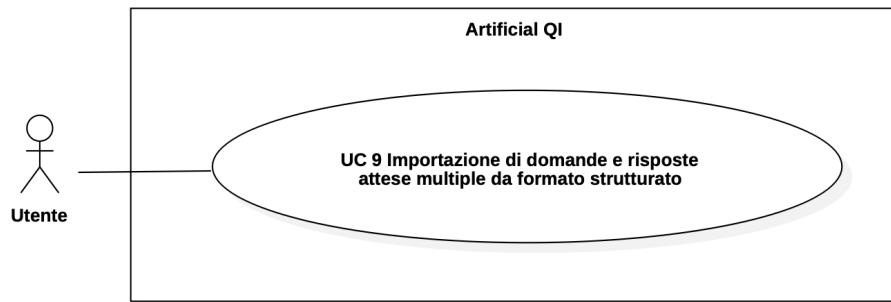 Artificial QI
UC 9 Importazione di domande e risposte
attese multiple da formato strutturato
Utente